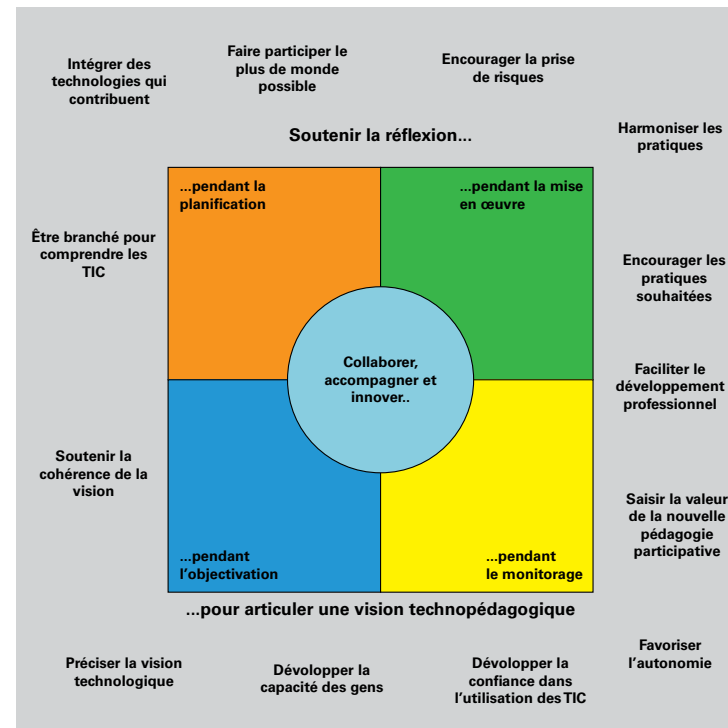 Intégrer des
technologies qui
contribuent
Faire participer le
plus de monde
possible
Encourager la prise
de risques
Harmoniser les
pratiques
Soutenir la réflexion...
...pendant la
planification
...pendant la mise
en œuvre
Être branché pour
comprendre les
TIC
Encourager les
pratiques
souhaitées
Collaborer,
accompagner et
innover..
Faciliter le
développement
professionnel
Soutenir la
cohérence de la
vision
Saisir la valeur
de la nouvelle
pédagogie
participative
...pendant
l'objectivation
...pendant
le monitorage
...pour articuler une vision technopédagogique
Préciser la vision
technologique
Dévolopper la
capacité des gens
Dévolopper la
confiance dans
l'utilisation des TIC
Favoriser
l'autonomie